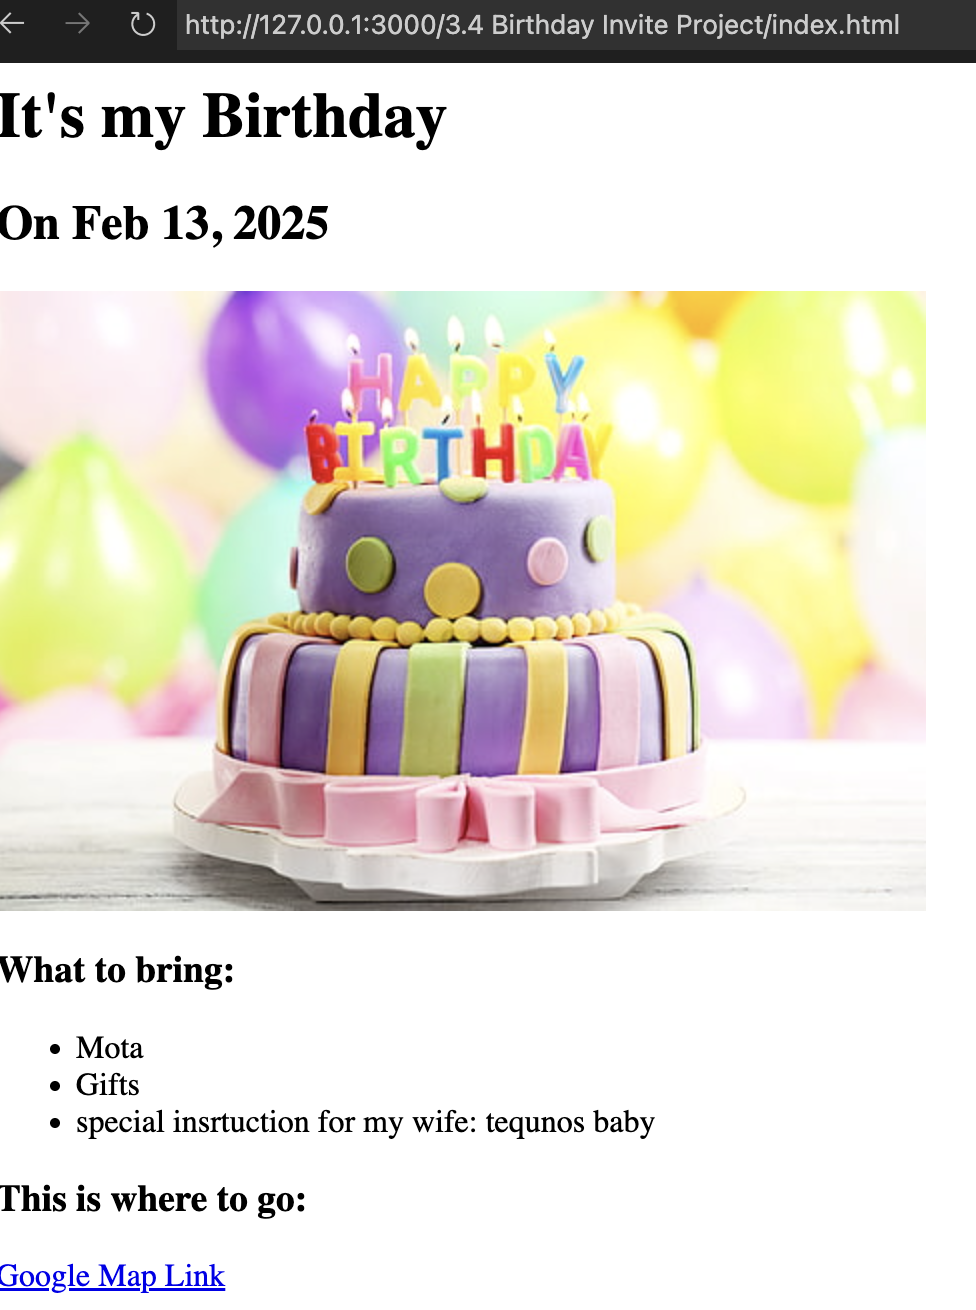 http://127.0.0.1:3000/3.4 Birthday Invite Project/index.html
It's my Birthday
On Feb 13, 2025
HAPPY
BIRTHDAY
What to bring:
Mota
Gifts
special insrtuction for my wife: tequnos baby
This is where to go:
Google Map Link